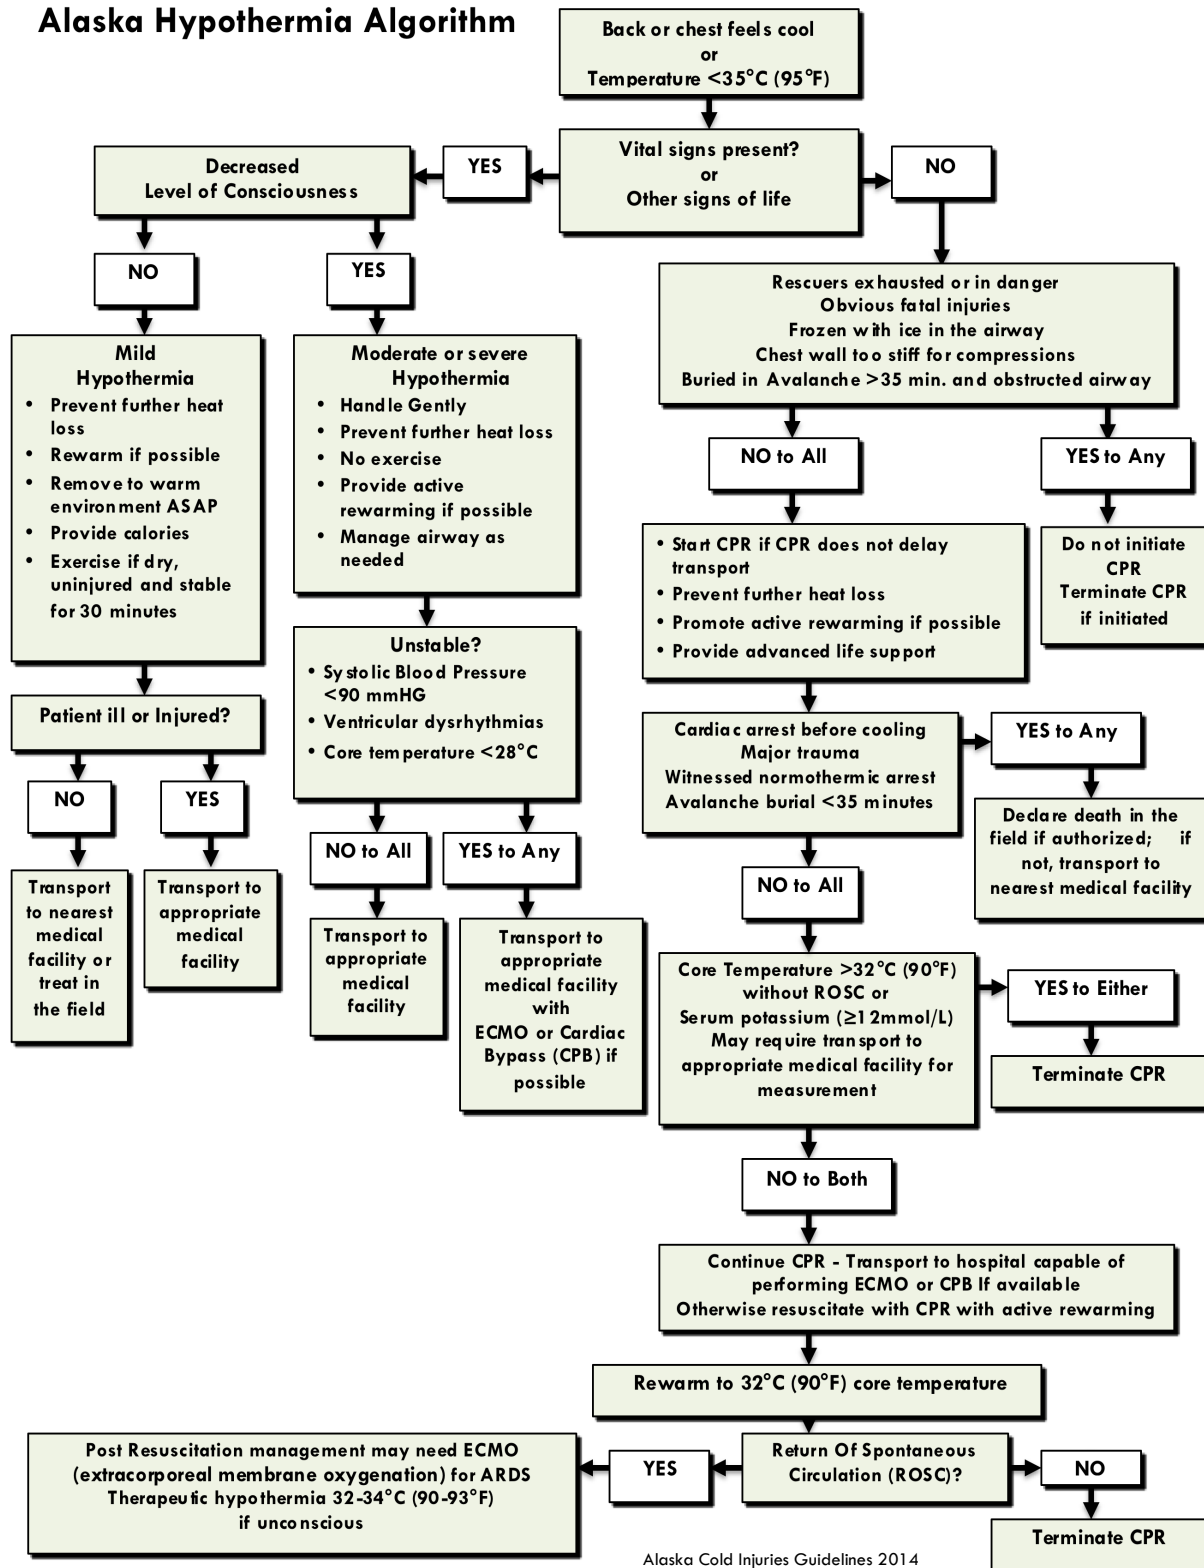 Alaska Hypothermia Algorithm
Back or chest feels cool
or
Temperature <35°C (95°F)
Vital signs present?
or
Other signs of life
YES
NO
Decreased
Level of Consciousness
NO
YES
Mild
Hypothermia
• Prevent further heat
loss
• Rewarm if possible
• Remove to warm
environment ASAP
• Provide calories
• Exercise if dry,
uninjured and stable
for 30 minutes
Patient ill or Injured?
NO
YES
Transport
to nearest
medical
facility or
treat in
the field
Transport to
appropriate
medical
facility
Moderate or severe
Hypothermia
• Handle Gently
• Prevent further heat loss
• No exercise
• Provide active
rewarming if possible
• Manage airway as
needed
Unstable?
• Systolic Blood Pressure
<90 mmHG
• Ventricular dysrhythmias
• Core temperature <28°C
NO to All
YES to Any
Transport to
appropriate
medical
facility
Transport to
appropriate
medical facility
with
ECMO or Cardiac
Bypass (CPB) if
possible
Rescuers exhausted or in danger
Obvious fatal injuries
Frozen with ice in the airway
Chest wall too stiff for compressions
Buried in Avalanche >35 min. and obstructed airway
NO to All
YES to Any
• Start CPR if CPR does not delay
transport
• Prevent further heat loss
• Promote active rewarming if possible
• Provide advanced life support
Do not initiate
CPR
Terminate CPR
if initiated
Cardiac arrest before cooling
Major trauma
Witnessed normothermic arrest
Avalanche burial <35 minutes
YES to Any
Declare death in the
field if authorized; if
not, transport to
nearest medical facility
NO to All
Core Temperature >32°C (90°F)
without ROSC or
Serum potassium (≥12mmol/L)
May require transport to
appropriate medical facility for
measurement
YES to Either
Terminate CPR
NO to Both
Continue CPR - Transport to hospital capable of
performing ECMO or CPB If available
Otherwise resuscitate with CPR with active rewarming
Rewarm to 32°C (90°F) core temperature
Return Of Spontaneous
Circulation (ROSC)?
YES
NO
Post Resuscitation management may need ECMO
(extracorporeal membrane oxygenation) for ARDS
Therapeutic hypothermia 32-34°C (90-93°F)
if unconscious
Terminate CPR
Alaska Cold Injuries Guidelines 2014